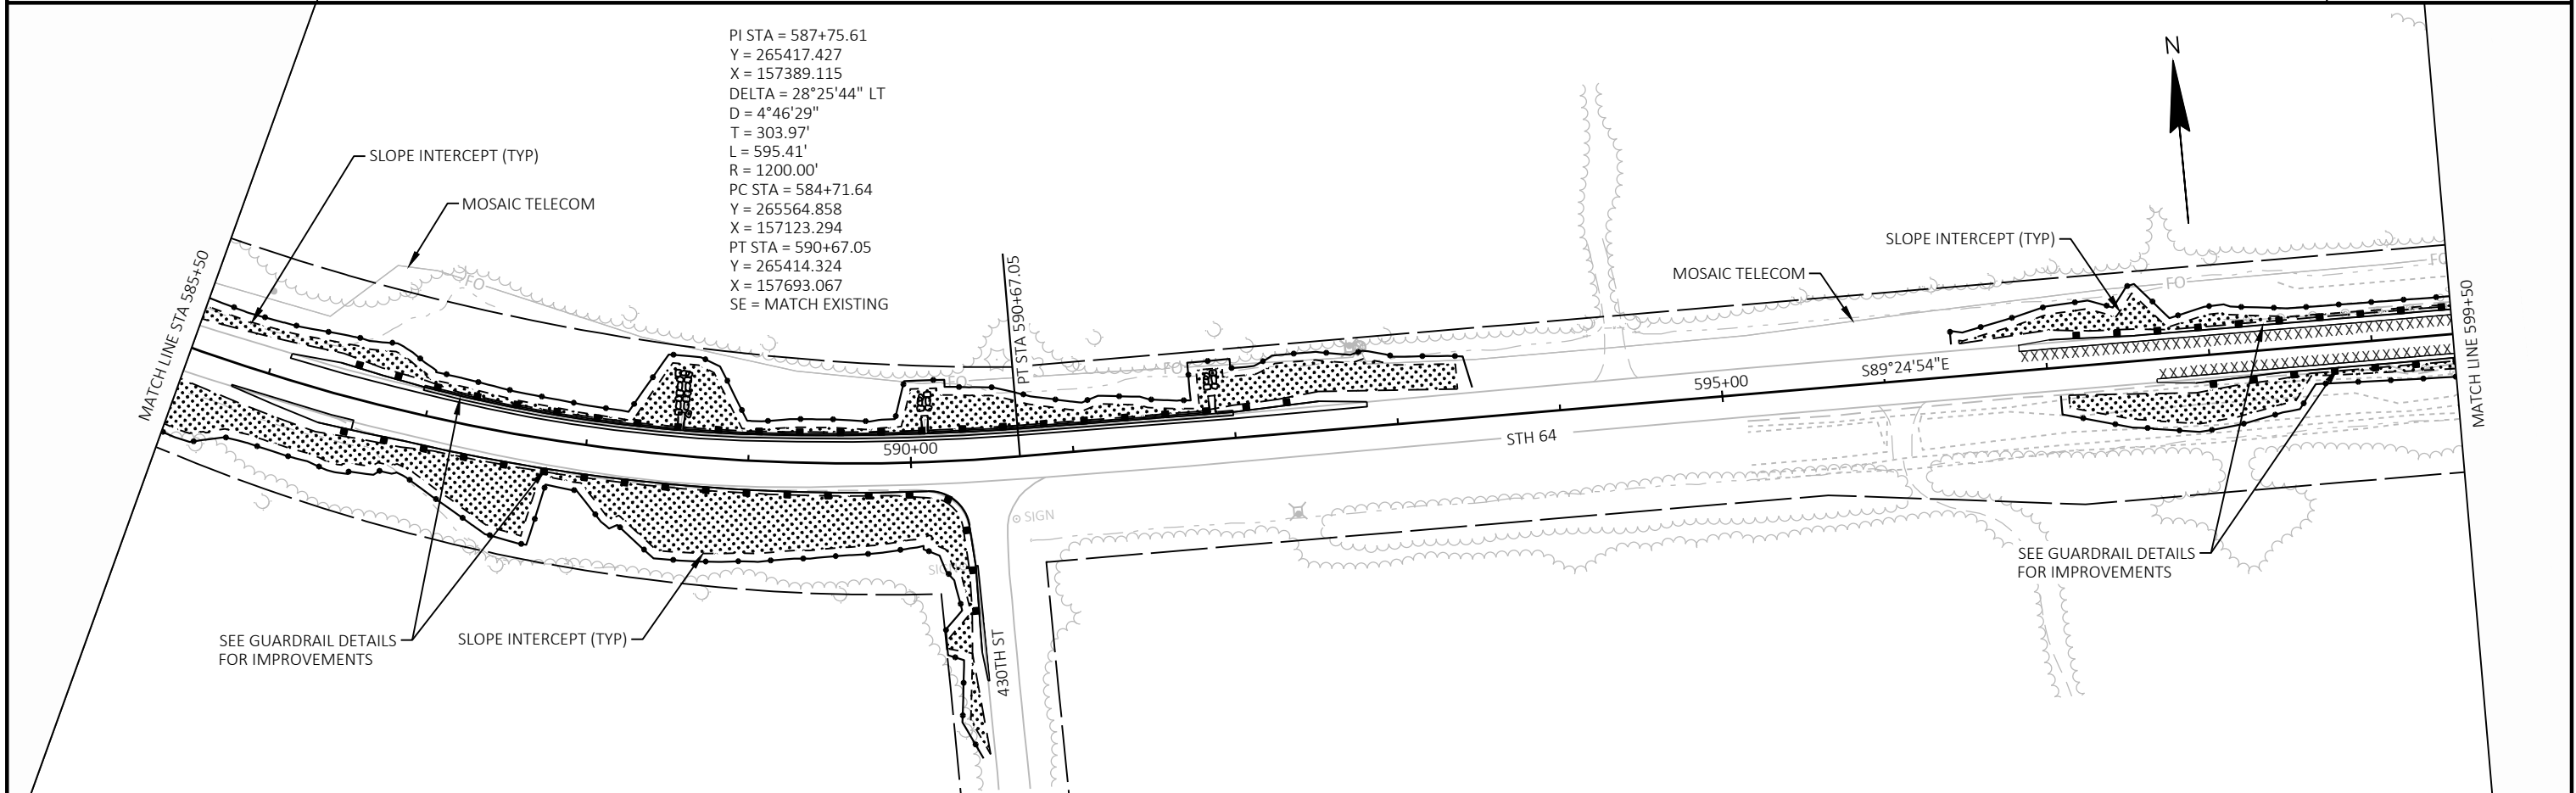 PI STA = 587+75.61
Y = 265417.427
X = 157389.115
DELTA = 28°25'44" LT
D = 4°46'29"
T = 303.97'
L = 595.41'
R = 1200.00'
PC STA = 584+71.64
Y = 265564.858
X = 157123.294
PT STA = 590+67.05
Y = 265414.324
X = 157693.067
SE = MATCH EXISTING
N
SLOPE INTERCEPT (TYP)
MOSAIC TELECOM
MATCH LINE STA 585+50
FO
PT STA 590+67.05
FO
FO
SLOPE INTERCEPT (TYP)
MOSAIC TELECOM
FO
FO
MATCH LINE 599+50
590+00
595+00
S89°24'54"E
STH 64
SIGN
430TH ST
SEE GUARDRAIL DETAILS
FOR IMPROVEMENTS
SLOPE INTERCEPT (TYP)
SEE GUARDRAIL DETAILS
FOR IMPROVEMENTS